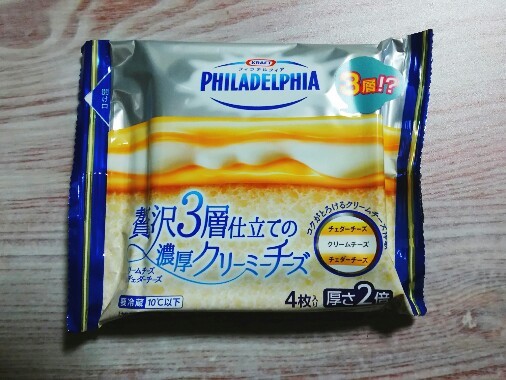 KRAFT
フィラデルフィア
PHILADELPHIA
3層!?
開け口
贅沢3層仕立ての
濃厚クリーミーチーズ
クリームチーズ
チェダーチーズ
コクがとろけるクリームチーズ
チェダーチーズ
クリームチーズ
チェダーチーズ
要冷蔵 10℃以下
4枚入り 厚さ2倍